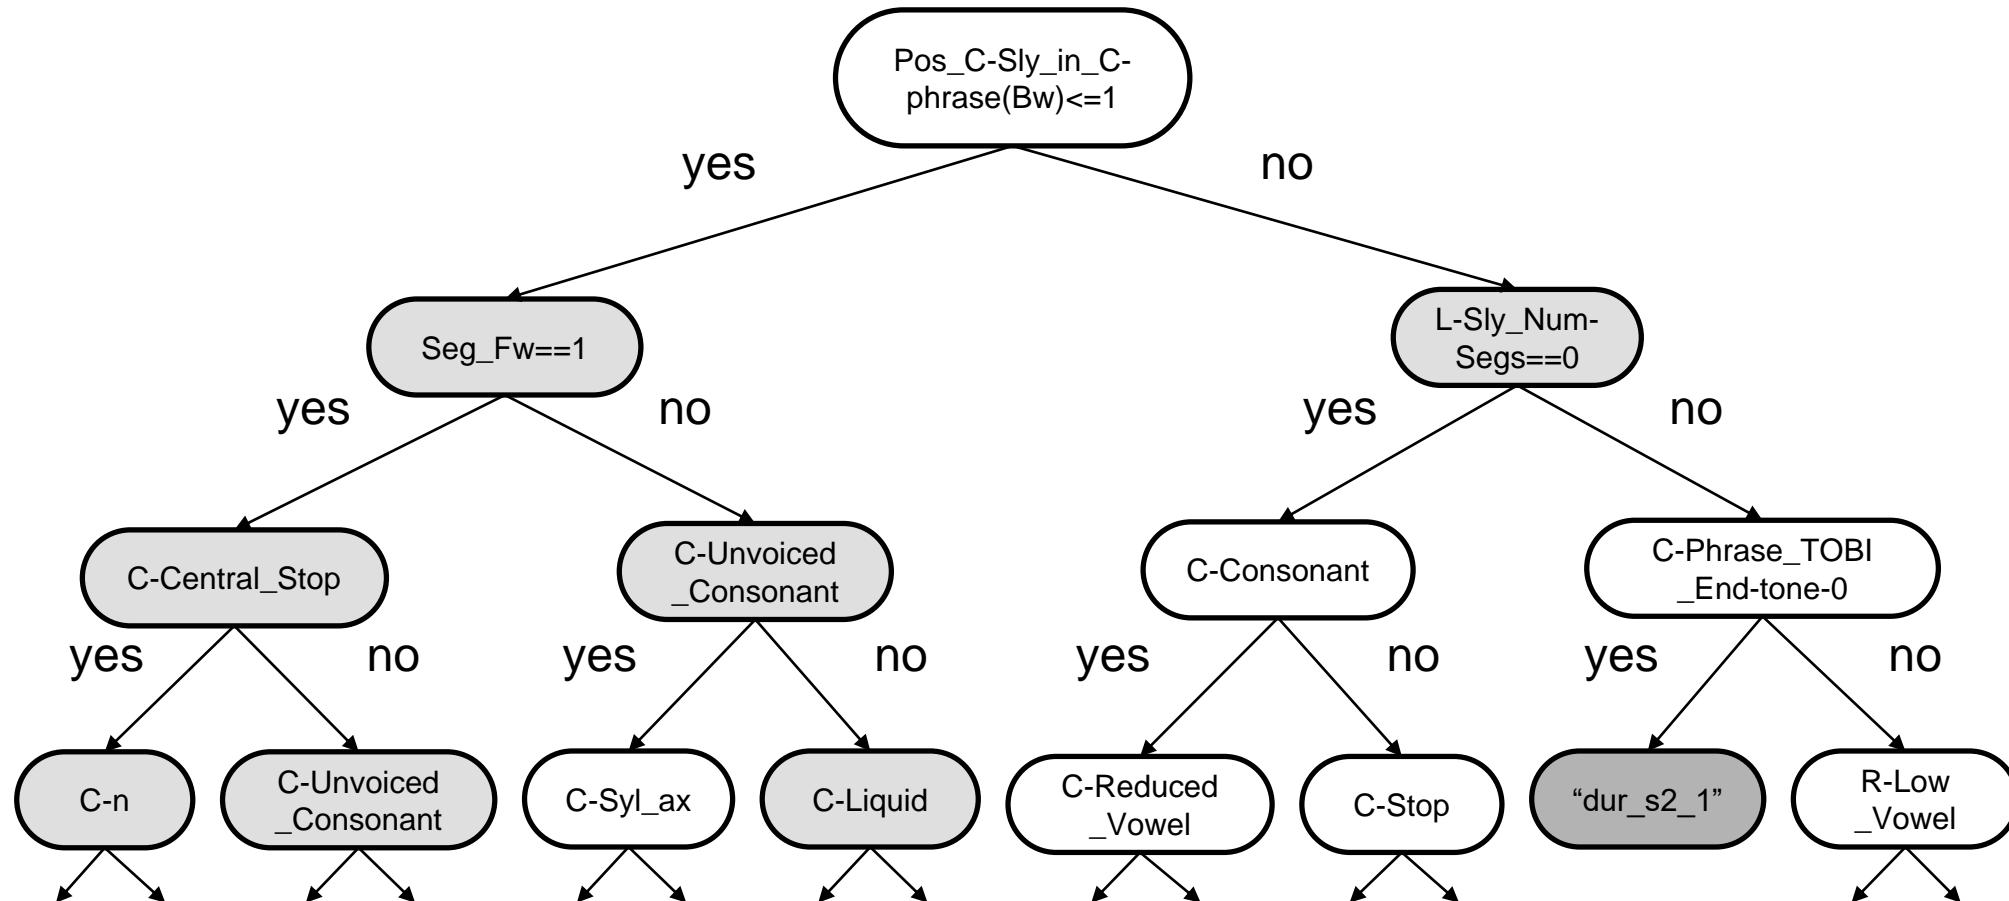 Pos_C-Sly_in_C-
phrase(Bw)<=1
yes
no
Seg_Fw==1
L-Sly_Num-
Segs==0
yes
no
yes
no
C-Central_Stop
C-Unvoiced
_Consonant
C-Consonant
C-Phrase_TOBI
_End-tone-0
yes
no
yes
no
yes
no
yes
no
C-n
C-Unvoiced
_Consonant
C-Syl_ax
C-Liquid
C-Reduced
_Vowel
C-Stop
“dur_s2_1”
R-Low
_Vowel